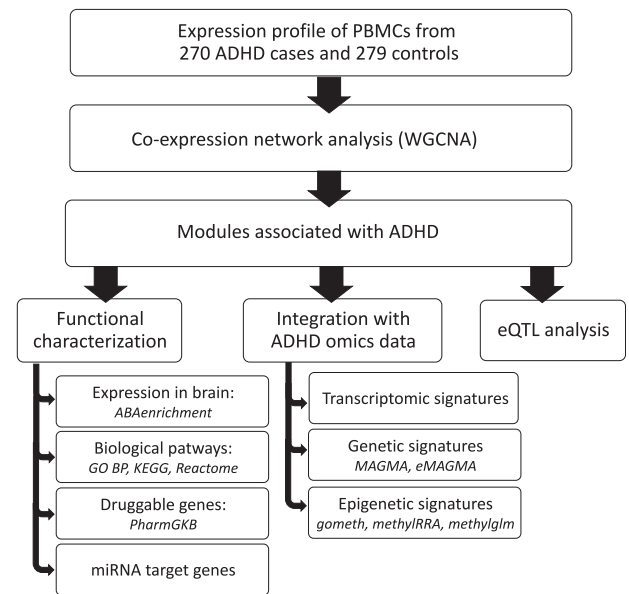 Expression profile of PBMCs from
270 ADHD cases and 279 controls
Co-expression network analysis (WGCNA)
Modules associated with ADHD
Functional
characterization
Expression in brain:
ABAenrichment
Biological patways:
GO BP, KEGG, Reactome
Druggable genes:
PharmGKB
miRNA target genes
Integration with
ADHD omics data
Transcriptomic signatures
Genetic signatures
MAGMA, eMAGMA
Epigenetic signatures
gometh, methylRRA, methylglm
eQTL analysis